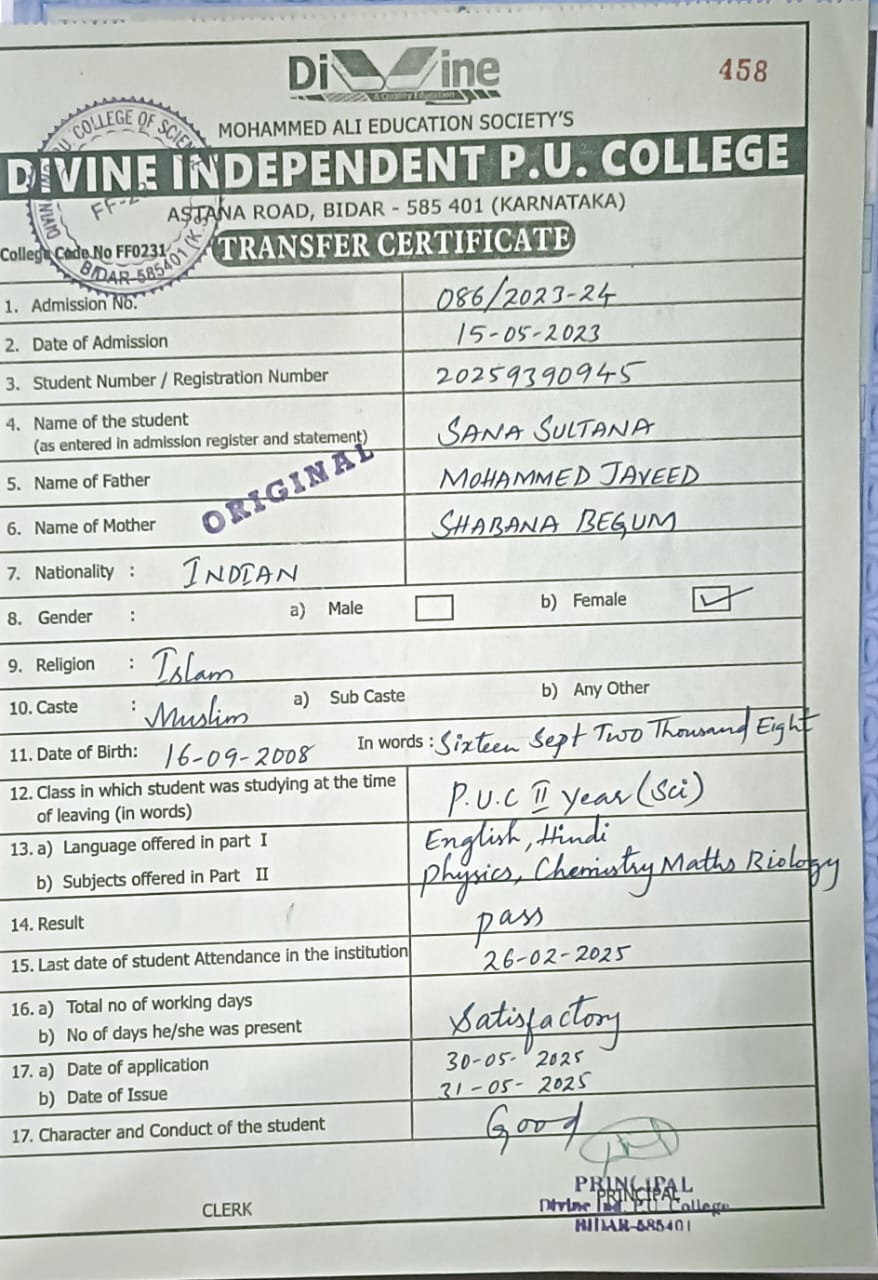 DiVine
A Quality Education
458
MOHAMMED ALI EDUCATION SOCIETY'S
DIVINE INDEPENDENT P.U. COLLEGE
ASTANA ROAD, BIDAR - 585 401 (KARNATAKA)
College Code No FF0231
TRANSFER CERTIFICATE
P.U. COLLEGE OF SCIEN
BIDAR-585401 (K.S
1. Admission No. 086/2023-24
2. Date of Admission 15-05-2023
3. Student Number / Registration Number 20259390945
4. Name of the student SANA SULTANA
(as entered in admission register and statement)
ORIGINAL
5. Name of Father MOHAMMED JAVEED
6. Name of Mother SHABANA BEGUM
7. Nationality : INDIAN
8. Gender : a) Male b) Female
9. Religion : Islam
10. Caste : Muslim a) Sub Caste b) Any Other
11. Date of Birth: 16-09-2008 In words : Sixteen Sept Two Thousand Eight
12. Class in which student was studying at the time P.U.C II year (Sci)
of leaving (in words)
13. a) Language offered in part I English, Hindi
b) Subjects offered in Part II Physics, Chemistry Maths Biology
14. Result pass
15. Last date of student Attendance in the institution 26-02-2025
16. a) Total no of working days
b) No of days he/she was present Satisfactory
17. a) Date of application 30-05-2025
b) Date of Issue 31-05-2025
17. Character and Conduct of the student Good
CLERK
PRINCIPAL
PRINCIPAL
Divine Ind. P.U College
BIDAR-585401